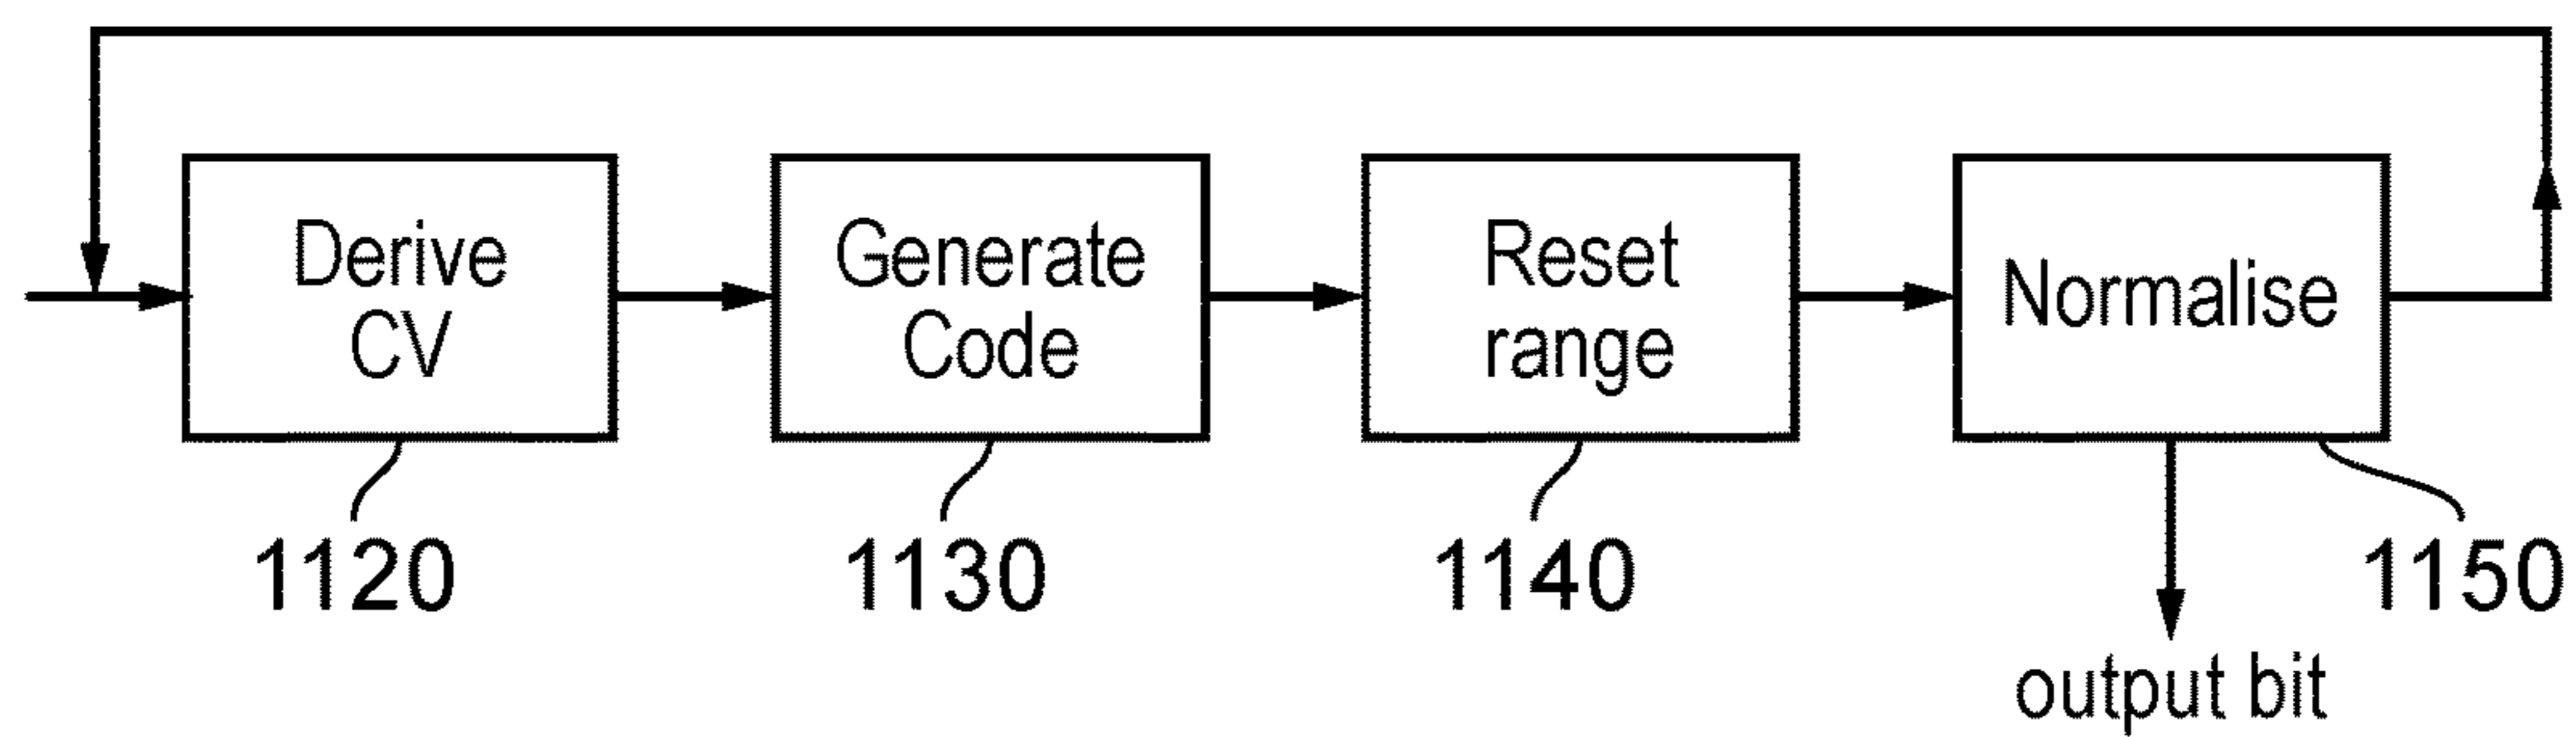 Derive
CV
Generate
Code
Reset
range
Normalise
1120
1130
1140
1150
output bit